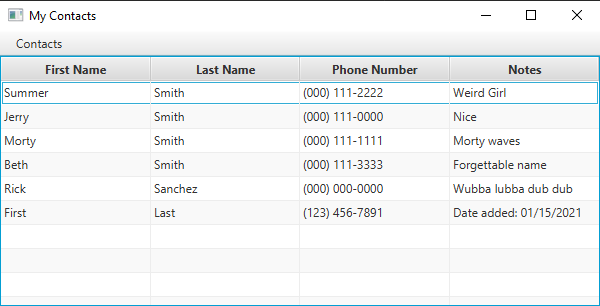 My Contacts
Contacts
First Name Last Name Phone Number Notes
Summer Smith (000) 111-2222 Weird Girl
Jerry Smith (000) 111-0000 Nice
Morty Smith (000) 111-1111 Morty waves
Beth Smith (000) 111-3333 Forgettable name
Rick Sanchez (000) 000-0000 Wubba lubba dub dub
First Last (123) 456-7891 Date added: 01/15/2021